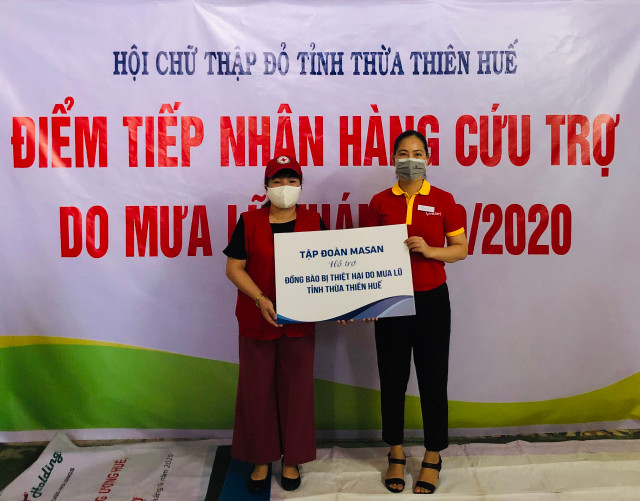 HỘI CHỮ THẬP ĐỎ TỈNH THỪA THIÊN HUẾ
ĐIỂM TIẾP NHẬN HÀNG CỨU TRỢ
DO MƯA /2020
TẬP ĐOÀN MASAN
Hỗ trợ
ĐỒNG BÀO BỊ THIỆT HẠI DO MƯA LŨ
TỈNH THỪA THIÊN HUẾ
Holding